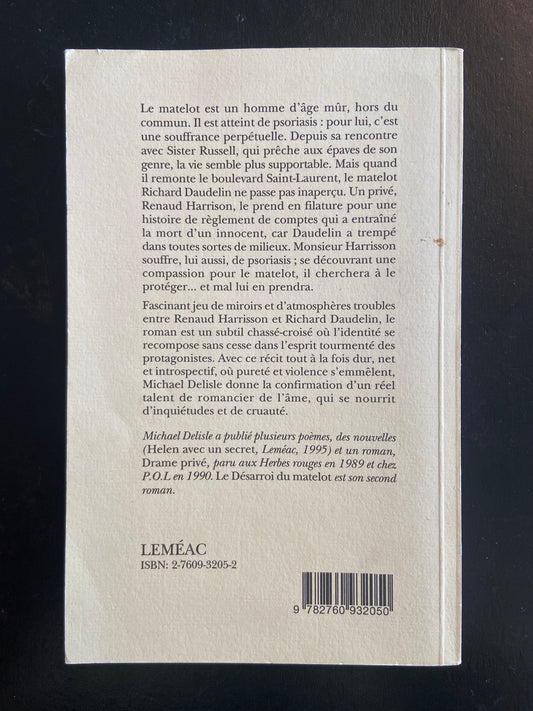 Le matelot est un homme d'âge mûr, hors du
commun. Il est atteint de psoriasis : pour lui, c'est
une souffrance perpétuelle. Depuis sa rencontre
avec Sister Russell, qui prêche aux épaves de son
genre, la vie semble plus supportable. Mais quand
il remonte le boulevard Saint-Laurent, le matelot
Richard Daudelin ne passe pas inaperçu. Un privé,
Renaud Harrison, le prend en filature pour une
histoire de règlement de comptes qui a entraîné
la mort d'un innocent, car Daudelin a trempé
dans toutes sortes de milieux. Monsieur Harrisson
souffre, lui aussi, de psoriasis ; se découvrant une
compassion pour le matelot, il cherchera à le
protéger... et mal lui en prendra.
Fascinant jeu de miroirs et d'atmosphères troubles
entre Renaud Harrisson et Richard Daudelin, le
roman est un subtil chassé-croisé où l'identité se
recompose sans cesse dans l'esprit tourmenté des
protagonistes. Avec ce récit tout à la fois dur, net
et introspectif, où pureté et violence s'emmêlent,
Michael Delisle donne la confirmation d'un réel
talent de romancier de l'âme, qui se nourrit
d'inquiétudes et de cruauté.
Michael Delisle a publié plusieurs poèmes, des nouvelles
(Helen avec un secret, Leméac, 1995) et un roman,
Drame privé, paru aux Herbes rouges en 1989 et chez
P.O.L en 1990. Le Désarroi du matelot est son second
roman.
LEMÉAC
ISBN: 2-7609-3205-2
9 782760 932050